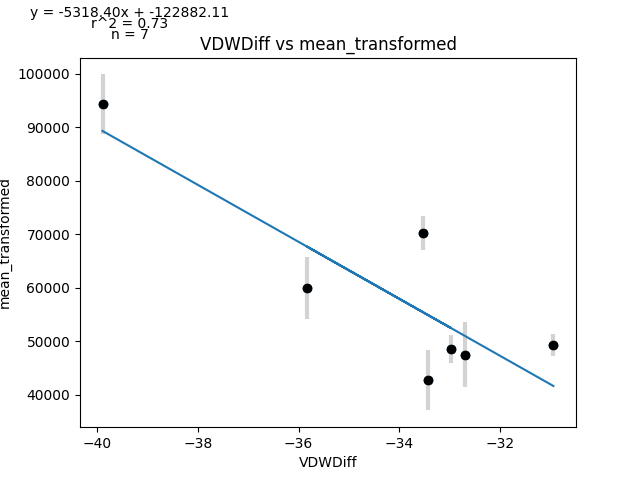 y = -5318.40x + -122882.11
r^2 = 0.73
n = 7
VDWDiff vs mean_transformed
100000
90000
80000
70000
60000
50000
40000
mean_transformed
−40
−38
−36
−34
−32
VDWDiff